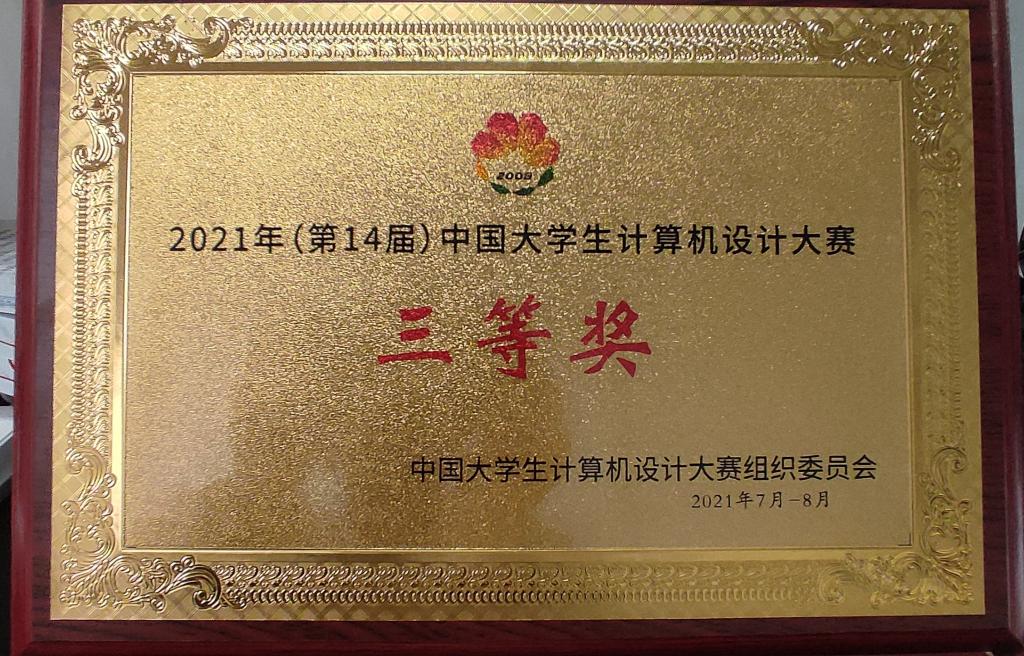 2008
2021年(第14届)中国大学生计算机设计大赛
三等奖
中国大学生计算机设计大赛组织委员会
2021年7月-8月